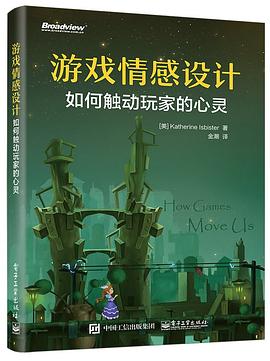 Broadview
游戏情感设计
如何触动玩家的心灵
[美] Katherine Isbister 著
金潮 译
How Games
Move Us
中国工信出版集团
电子工业出版社
游戏情感设计
如何触动玩家的心灵